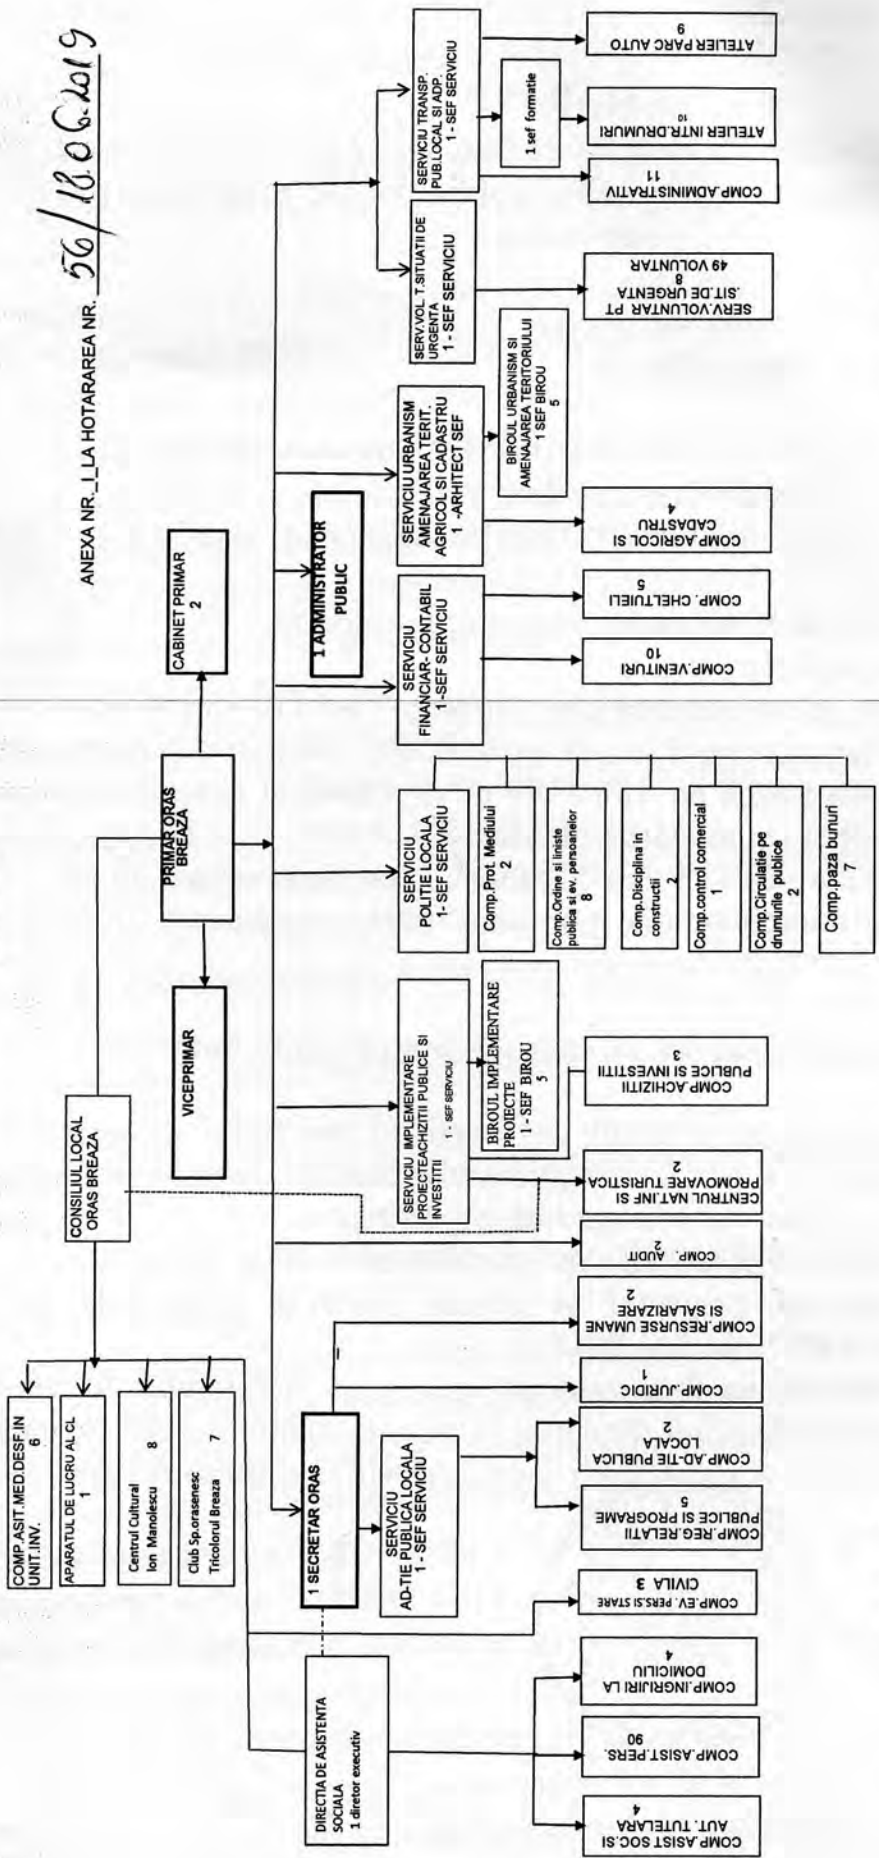 ANEXA NR._I_LA HOTARAREA NR. 56/18.06.2019
CONSILIUL LOCAL
ORAS BREAZA
PRIMAR ORAS
BREAZA
CABINET PRIMAR
2
VICEPRIMAR
1 ADMINISTRATOR
PUBLIC
COMP.ASIT.MED.DESF.IN
UNIT.INV. 6
APARATUL DE LUCRU AL CL
1
Centrul Cultural
Ion Manolescu 8
Club Sp.orasenesc
Tricolorul Breaza 7
DIRECTIA DE ASISTENTA
SOCIALA
1 diretor executiv
1 SECRETAR ORAS
SERVICIU
AD-TIE PUBLICA LOCALA
1 - SEF SERVICIU
SERVICIU IMPLEMENTARE
PROIECTEACHIZITII PUBLICE SI
INVESTITII 1 - SEF SERVICIU
BIROUL IMPLEMENTARE
PROIECTE
1 - SEF BIROU
5
SERVICIU
POLITIE LOCALA
1- SEF SERVICIU
Comp.Prot. Mediului
2
Comp.Ordine si liniste
publica si ev. persoanelor
8
Comp.Disciplina in
constructii
2
Comp.control comercial
1
Comp.Circulatie pe
drumurile publice
2
Comp.paza bunuri
7
SERVICIU
FINANCIAR- CONTABIL
1 -SEF SERVICIU
SERVICIU URBANISM
AMENAJAREA TERIT.
AGRICOL SI CADASTRU
1 -ARHITECT SEF
BIROUL URBANISM SI
AMENAJAREA TERITORIULUI
1 SEF BIROU
5
SERV.VOL. T.SITUATII DE
URGENTA
1 - SEF SERVICIU
SERVICIU TRANSP.
PUB.LOCAL SI ADP.
1 - SEF SERVICIU
1 sef formatie
COMP.ASIST SOC.SI
AUT. TUTELARA
4
COMP.ASIST.PERS.
90
COMP.INGRIJIRI LA
DOMICILIU
4
COMP.EV. PERS.SI STARE
CIVILA 3
COMP.REG.RELATII
PUBLICE SI PROGRAME
5
COMP.AD-TIE PUBLICA
LOCALA
2
COMP.JURIDIC
1
COMP.RESURSE UMANE
SI SALARIZARE
2
COMP. AUDIT
2
CENTRUL NAT.INF SI
PROMOVARE TURISTICA
2
COMP.ACHIZITII
PUBLICE SI INVESTITII
3
COMP.VENITURI
10
COMP. CHELTUIELI
5
COMP.AGRICOL SI
CADASTRU
4
SERV.VOLUNTAR PT
.SIT.DE URGENTA
8
49 VOLUNTAR
COMP.ADMINISTRATIV
11
ATELIER INTR.DRUMURI
10
ATELIER PARC AUTO
9